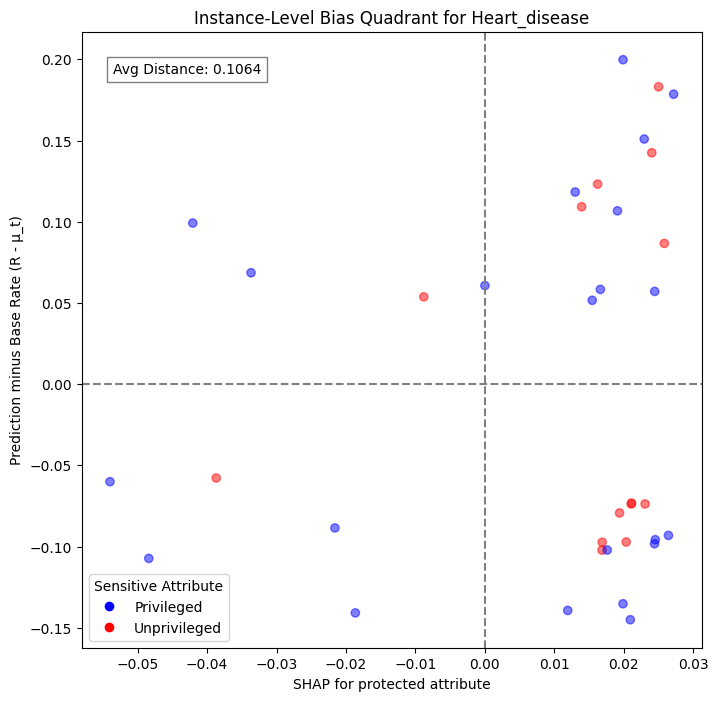 Instance-Level Bias Quadrant for Heart_disease
Avg Distance: 0.1064
Prediction minus Base Rate (R - μ_t)
0.20
0.15
0.10
0.05
0.00
−0.05
−0.10
−0.15
Sensitive Attribute
Privileged
Unprivileged
−0.05 −0.04 −0.03 −0.02 −0.01 0.00 0.01 0.02 0.03
SHAP for protected attribute